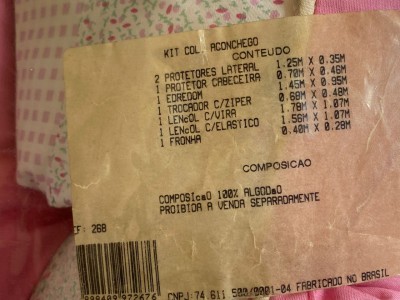 KIT COL. ACONCHEGO
CONTEUDO
2 PROTETORES LATERAL 1.25M X 0.35M
1 PROTETOR CABECEIRA 0.70M X 0.46M
1 EDREDOM 1.45M X 0.95M
1 TROCADOR C/ZIPER 0.68M X 0.48M
1 LENcOL C/VIRA 1.78M X 1.07M
1 LENcOL C/ELASTICO 1.56M X 1.07M
1 FRONHA 0.40M X 0.28M
COMPOSICAO
COMPOSIcaO 100% ALGODaO
PROIBIDA A VENDA SEPARADAMENTE
EF: 268
898609 972676
CNPJ:74.611 500/0001-04 FABRICADO NO BRASIL